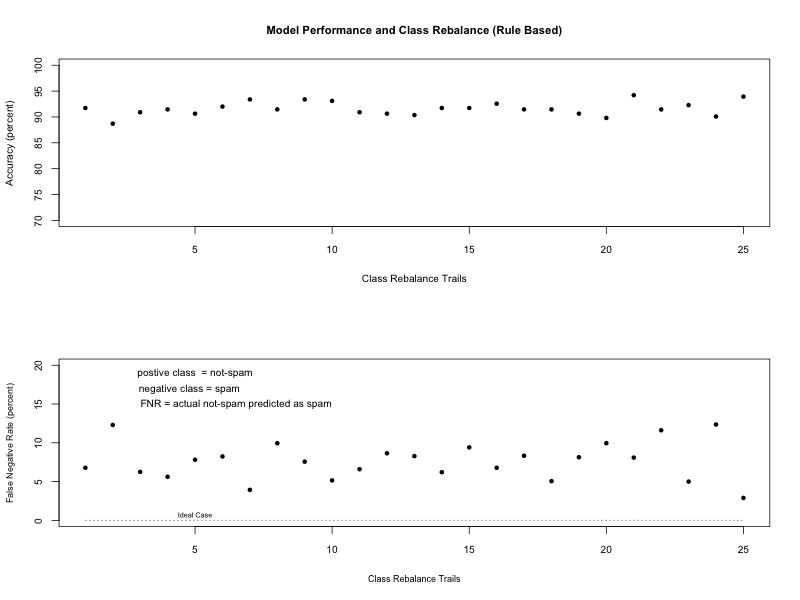 Model Performance and Class Rebalance (Rule Based)
Accuracy (percent)
100
95
90
85
80
75
70
5
10
15
20
25
Class Rebalance Trails
False Negative Rate (percent)
20
15
10
5
0
postive class = not-spam
negative class = spam
FNR = actual not-spam predicted as spam
Ideal Case
5
10
15
20
25
Class Rebalance Trails